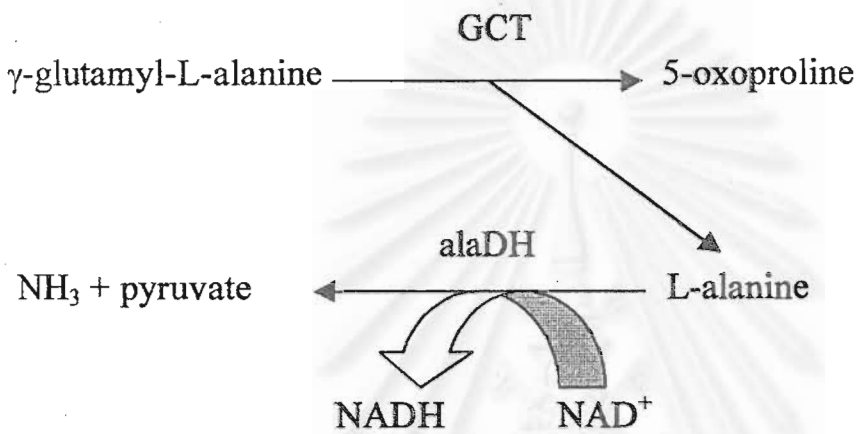 GCT
γ-glutamyl-L-alanine 5-oxoproline
alaDH
NH₃ + pyruvate L-alanine
NADH NAD⁺